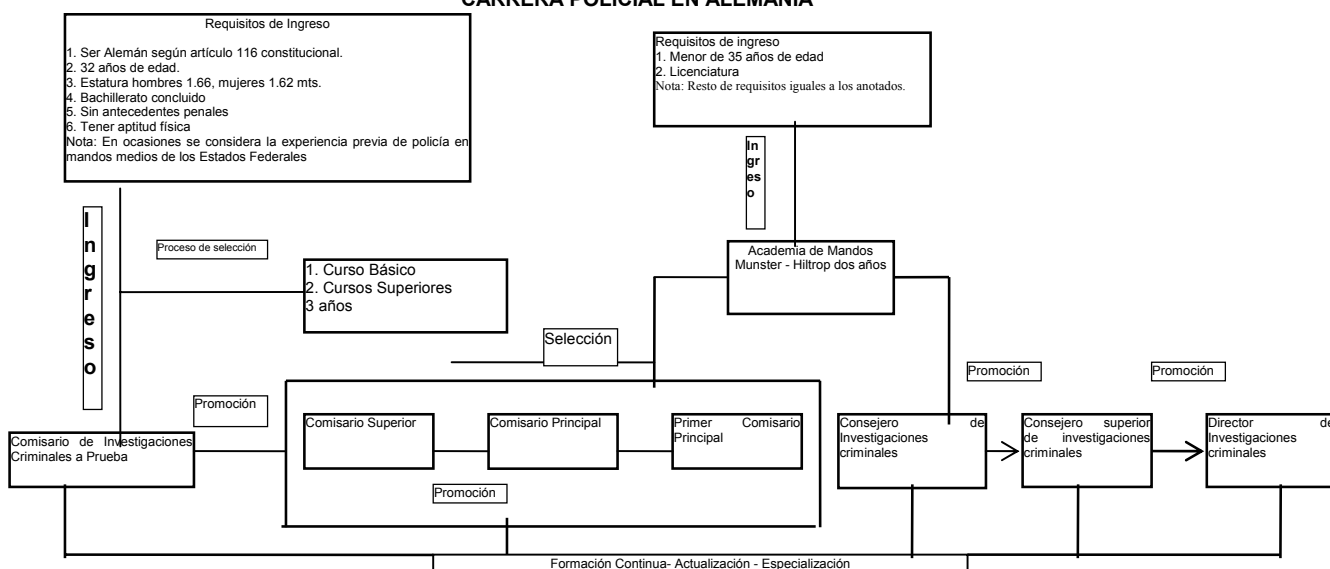 CARRERA POLICIAL EN ALEMANIA
Requisitos de Ingreso
1. Ser Alemán según artículo 116 constitucional.
2. 32 años de edad.
3. Estatura hombres 1.66, mujeres 1.62 mts.
4. Bachillerato concluido
5. Sin antecedentes penales
6. Tener aptitud física
Nota: En ocasiones se considera la experiencia previa de policía en
mandos medios de los Estados Federales
Requisitos de ingreso
1. Menor de 35 años de edad
2. Licenciatura
Nota: Resto de requisitos iguales a los anotados.
In
gr
es
o
I
n
g
r
e
s
o
Proceso de selección
1. Curso Básico
2. Cursos Superiores
3 años
Academia de Mandos
Munster - Hiltrop dos años
Selección
Promoción
Promoción
Promoción
Comisario de Investigaciones
Criminales a Prueba
Comisario Superior
Comisario Principal
Primer Comisario
Principal
Consejero de
Investigaciones
criminales
Consejero superior
de investigaciones
criminales
Director de
Investigaciones
criminales
Promoción
Formación Continua- Actualización - Especialización